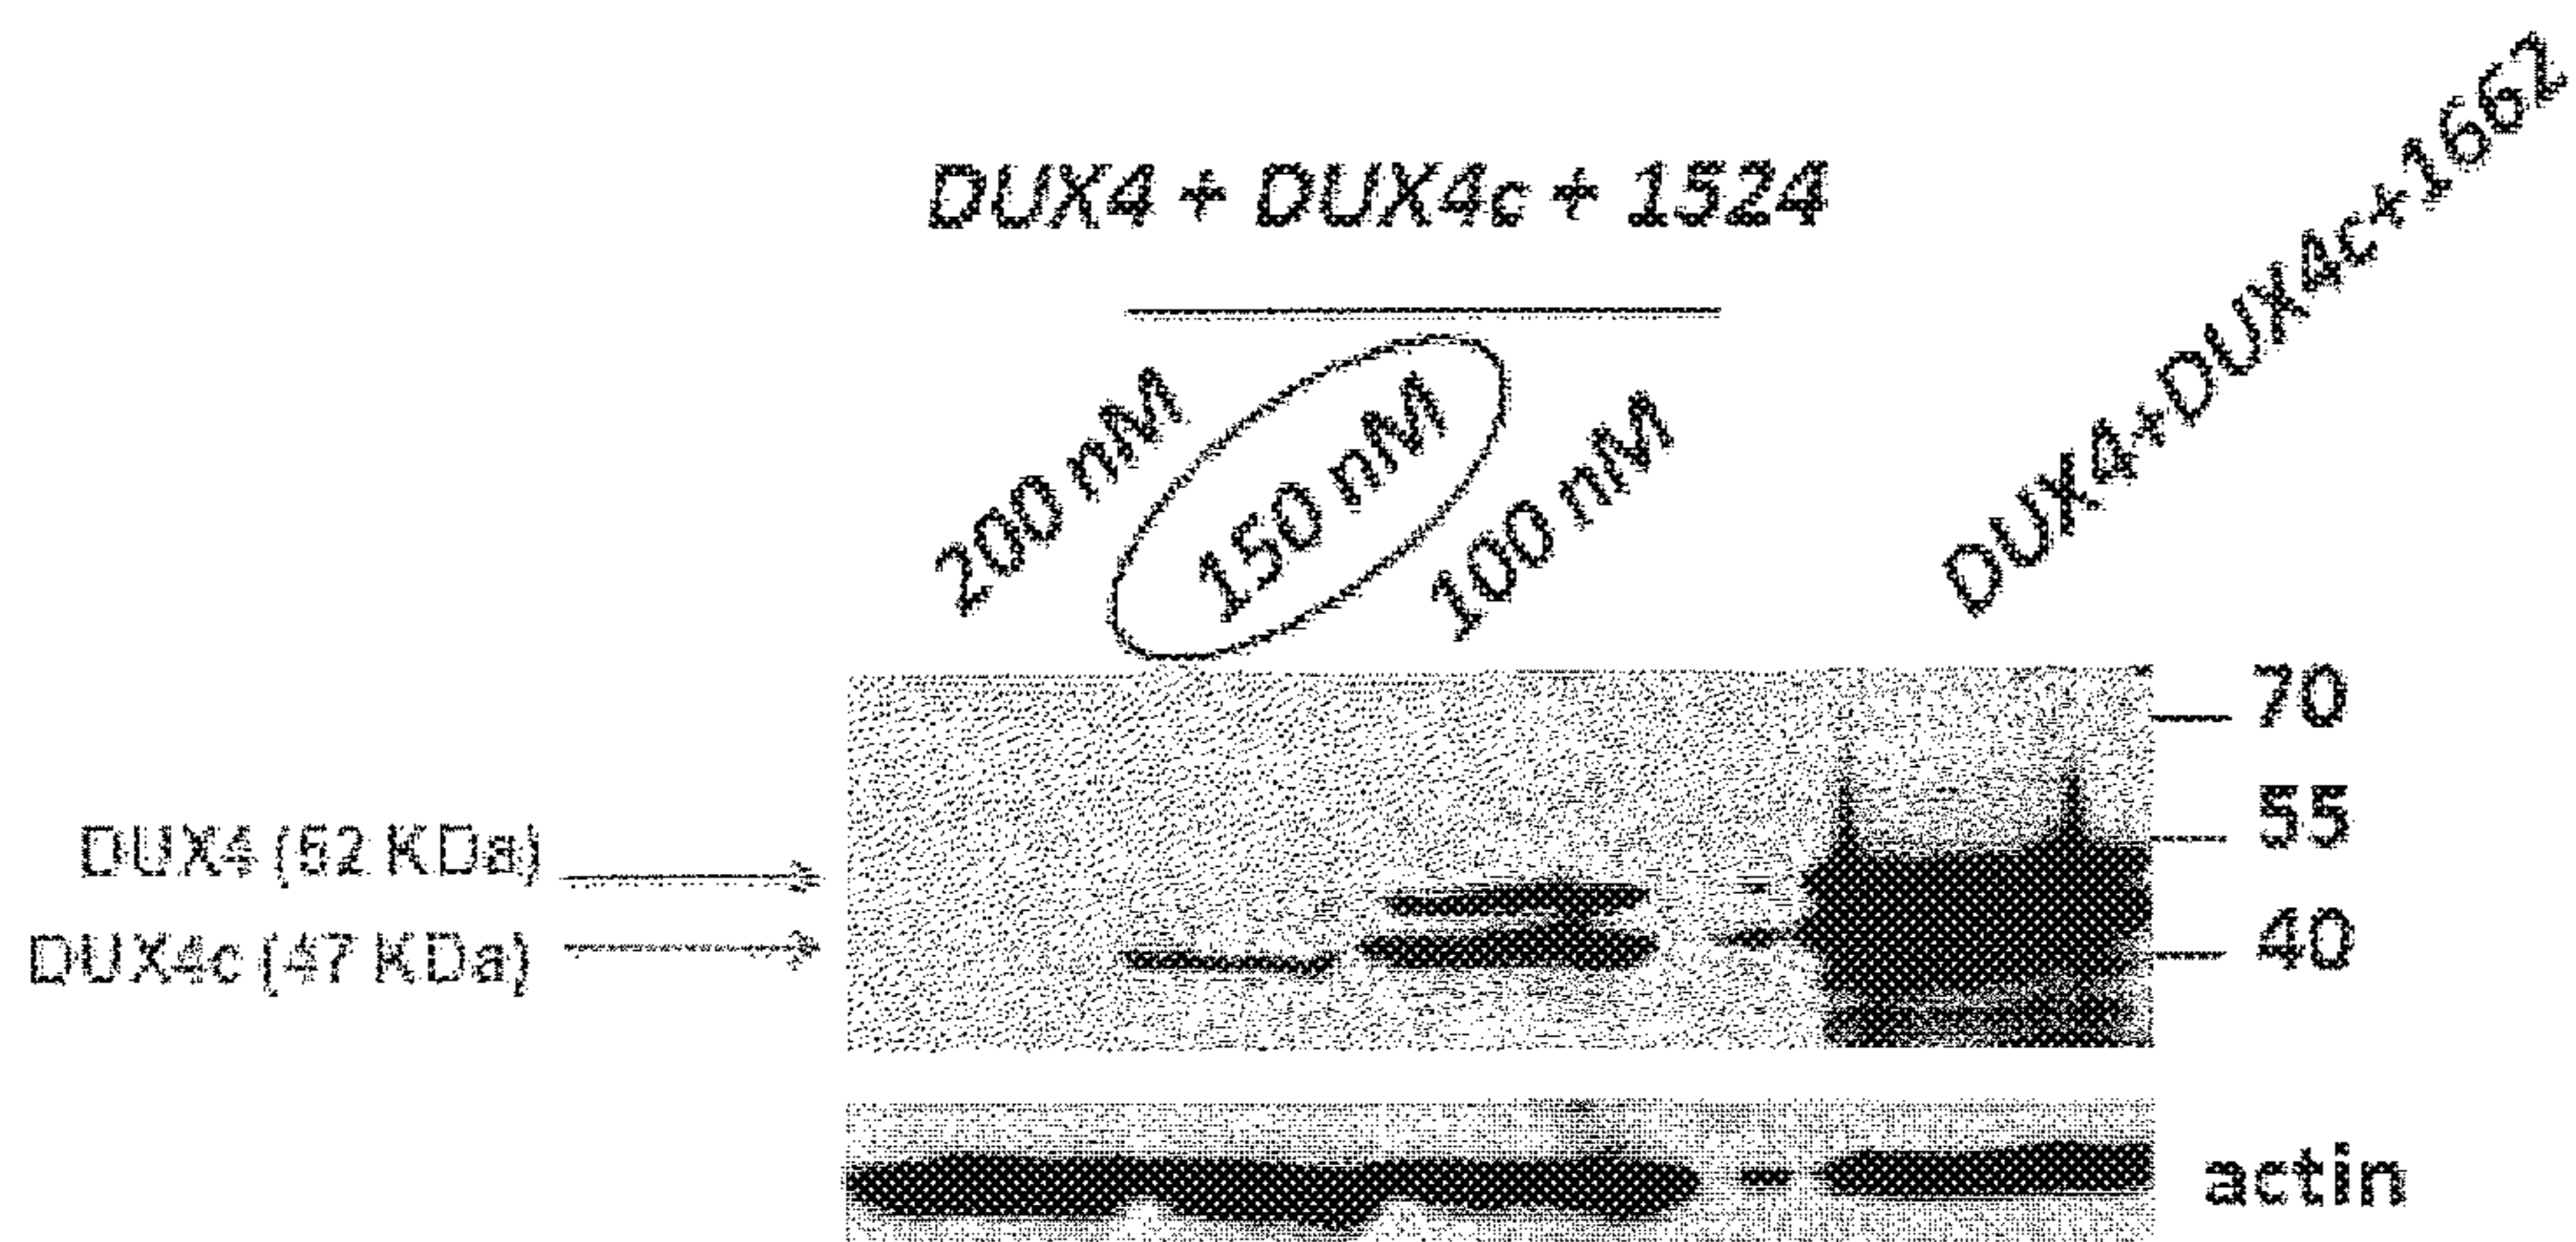 DUX4 + DUX4c + 1524
DUX4+DUX4c+1662
200 nM
150 nM
100 nM
70
55
40
DUX4 (52 KDa)
DUX4c (47 KDa)
actin